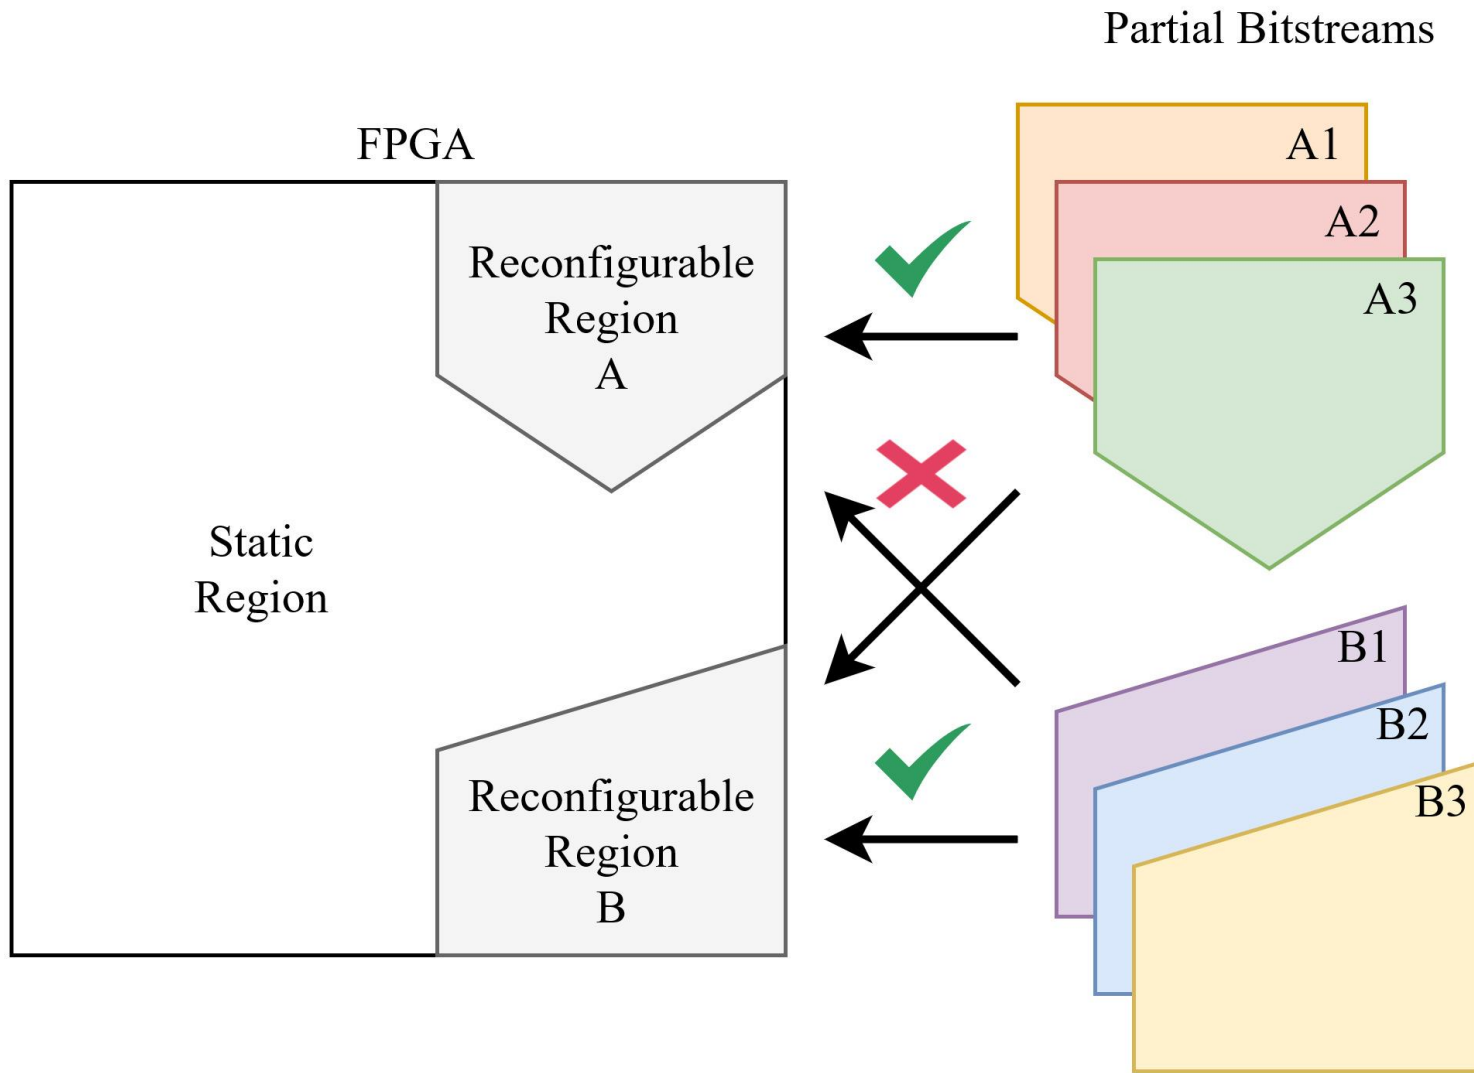 Partial Bitstreams
FPGA
A1
A2
A3
Reconfigurable
Region
A
Static
Region
B1
B2
B3
Reconfigurable
Region
B